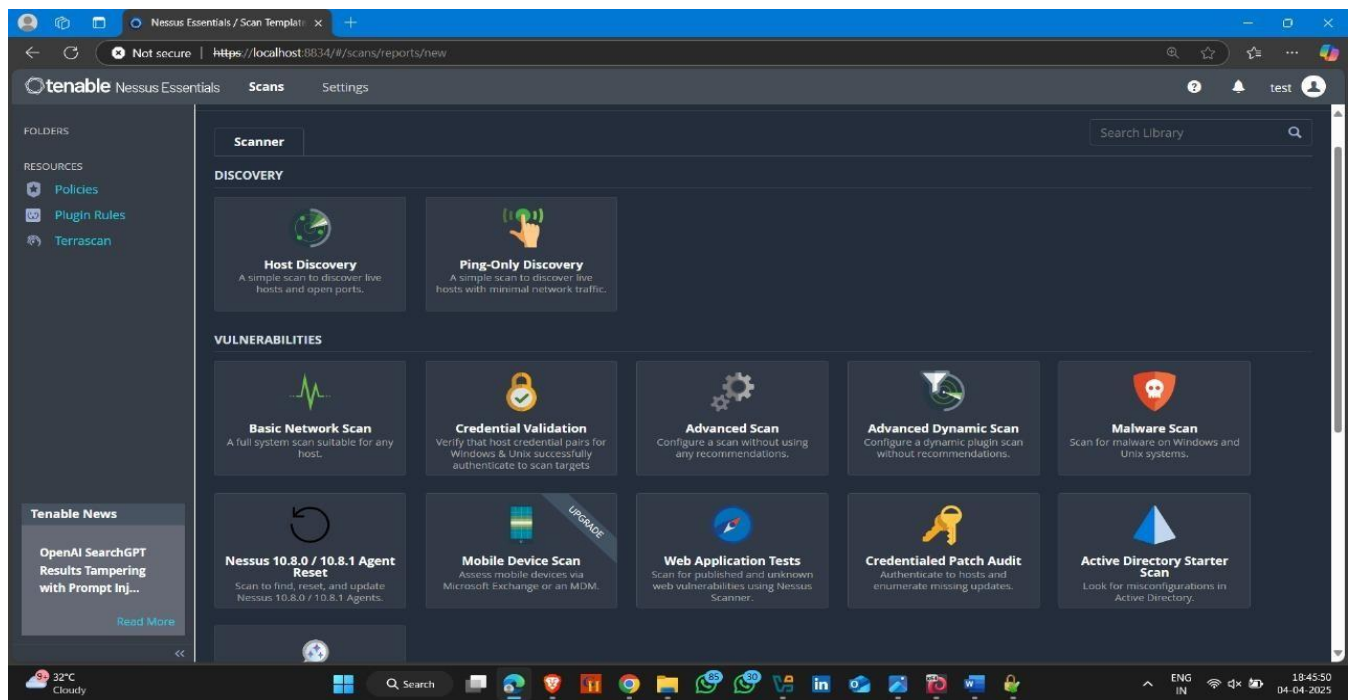 Nessus Essentials / Scan Templat
Not secure | https://localhost:8834/#/scans/reports/new
tenable Nessus Essentials Scans Settings test
FOLDERS
RESOURCES
Policies
Plugin Rules
Terrascan
Tenable News
OpenAI SearchGPT
Results Tampering
with Prompt Inj...
Read More
<<
Scanner
Search Library
DISCOVERY
Host Discovery
A simple scan to discover live
hosts and open ports.
Ping-Only Discovery
A simple scan to discover live
hosts with minimal network traffic.
VULNERABILITIES
Basic Network Scan
A full system scan suitable for any
host.
Credential Validation
Verify that host credential pairs for
Windows & Unix successfully
authenticate to scan targets
Advanced Scan
Configure a scan without using
any recommendations.
Advanced Dynamic Scan
Configure a dynamic plugin scan
without recommendations.
Malware Scan
Scan for malware on Windows and
Unix systems.
Nessus 10.8.0 / 10.8.1 Agent
Reset
Scan to find, reset, and update
Nessus 10.8.0 / 10.8.1 Agents.
UPGRADE
Mobile Device Scan
Assess mobile devices via
Microsoft Exchange or an MDM.
Web Application Tests
Scan for published and unknown
web vulnerabilities using Nessus
Scanner.
Credentialed Patch Audit
Authenticate to hosts and
enumerate missing updates.
Active Directory Starter
Scan
Look for misconfigurations in
Active Directory.
9+
32°C
Cloudy
Search
85
30
in
ENG
IN
18:45:50
04-04-2025